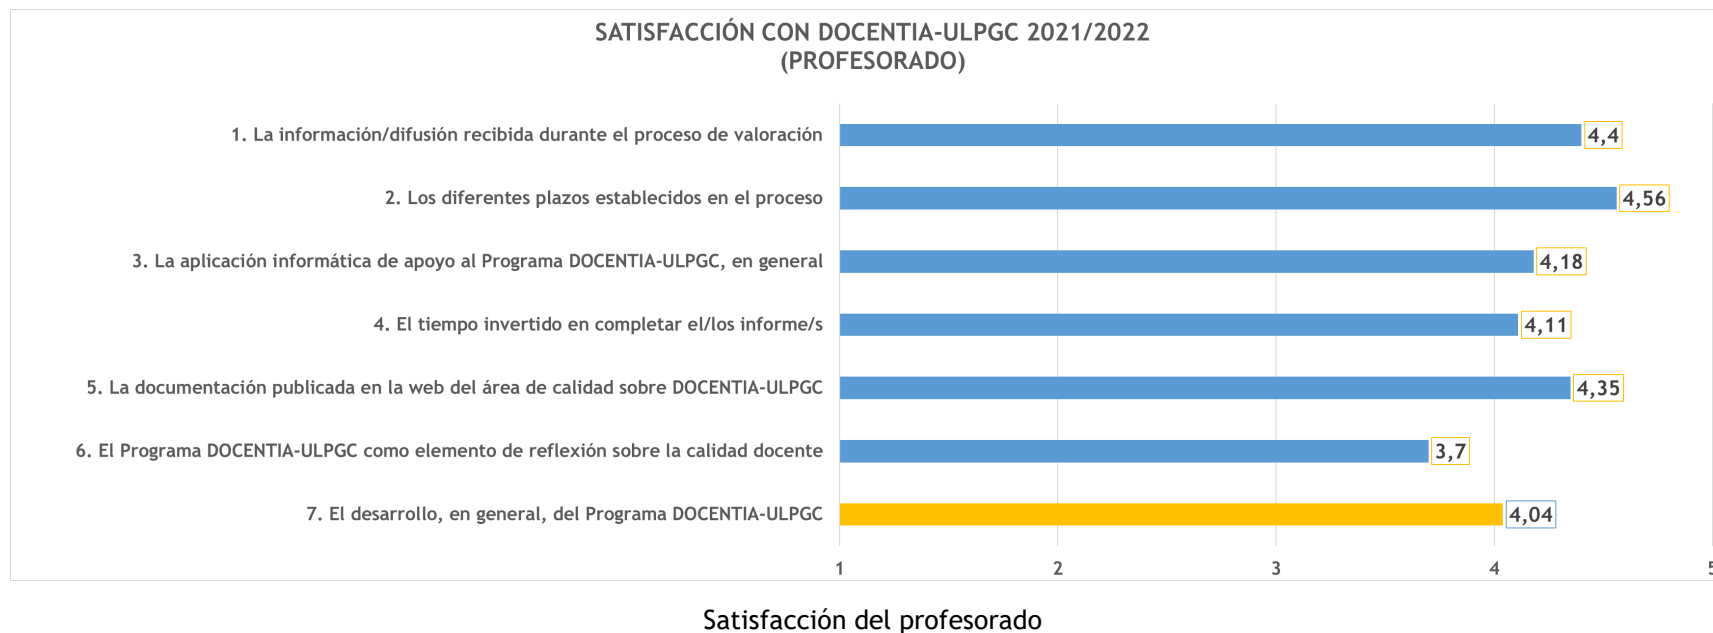 SATISFACCIÓN CON DOCENTIA-ULPGC 2021/2022
(PROFESORADO)
1. La información/difusión recibida durante el proceso de valoración
4,4
2. Los diferentes plazos establecidos en el proceso
4,56
3. La aplicación informática de apoyo al Programa DOCENTIA-ULPGC, en general
4,18
4. El tiempo invertido en completar el/los informe/s
4,11
5. La documentación publicada en la web del área de calidad sobre DOCENTIA-ULPGC
4,35
6. El Programa DOCENTIA-ULPGC como elemento de reflexión sobre la calidad docente
3,7
7. El desarrollo, en general, del Programa DOCENTIA-ULPGC
4,04
1 2 3 4 5
Satisfacción del profesorado